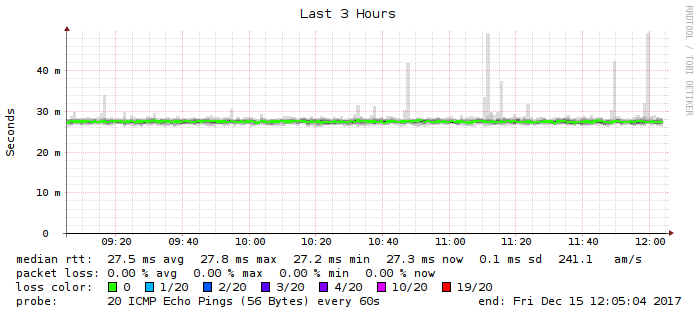 Last 3 Hours
RRDTOOL / TOBI OETIKER
Seconds
40 m
30 m
20 m
10 m
0
09:20 09:40 10:00 10:20 10:40 11:00 11:20 11:40 12:00
median rtt: 27.5 ms avg 27.8 ms max 27.2 ms min 27.3 ms now 0.1 ms sd 241.1 am/s
packet loss: 0.00 % avg 0.00 % max 0.00 % min 0.00 % now
loss color: 0 1/20 2/20 3/20 4/20 10/20 19/20
probe: 20 ICMP Echo Pings (56 Bytes) every 60s end: Fri Dec 15 12:05:04 2017